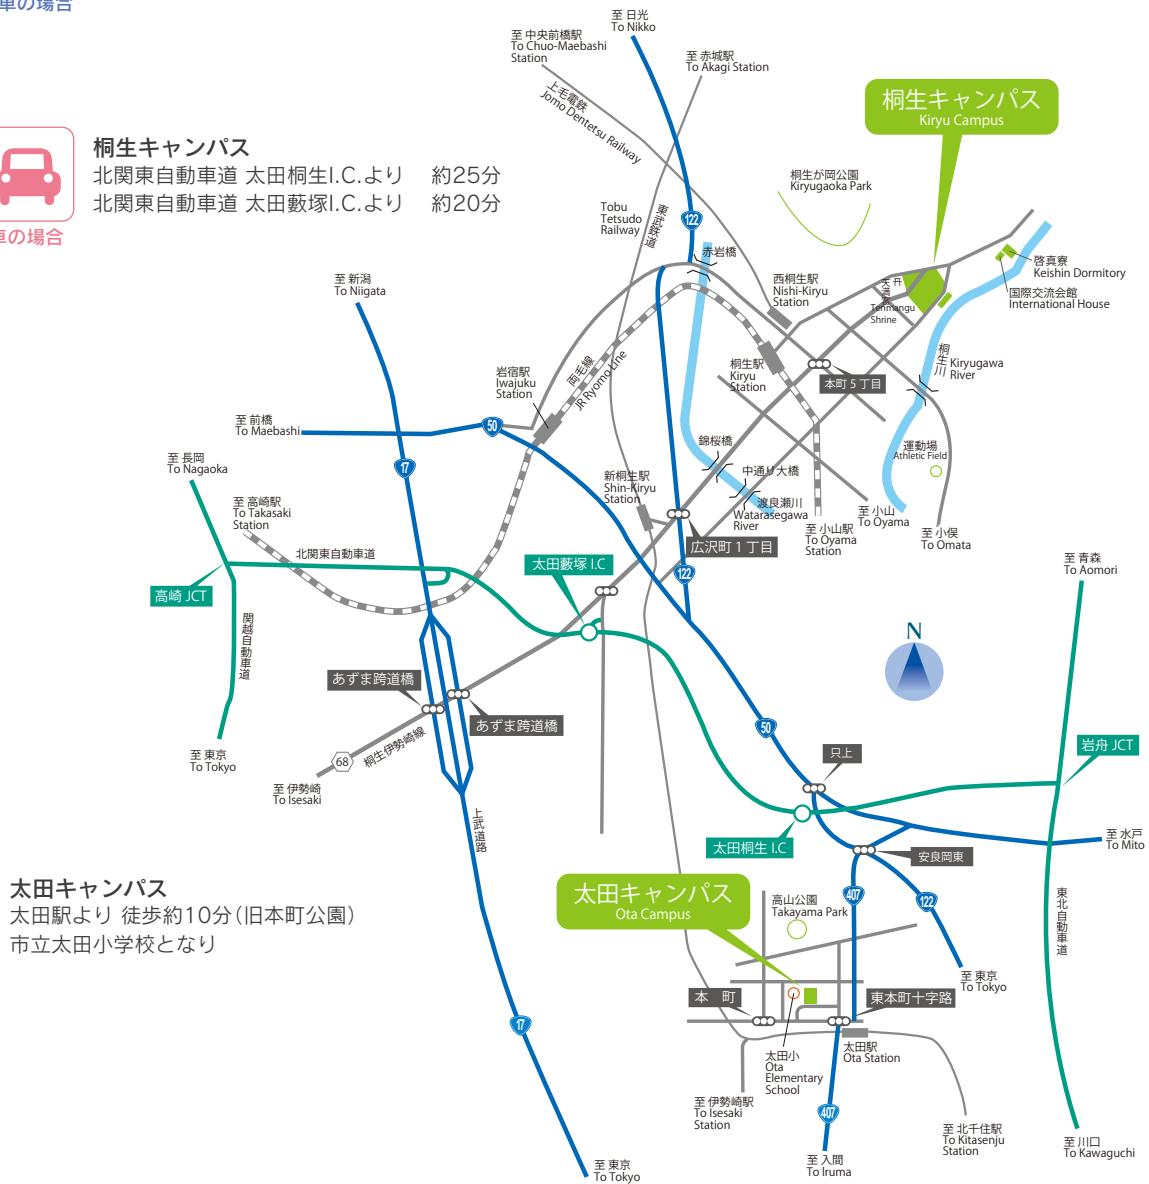 車の場合
至 日光
To Nikko
至 中央前橋駅
To Chuo-Maebashi
Station
至 赤城駅
To Akagi Station
上毛電鉄
Jomo Dentetsu Railway
桐生キャンパス
Kiryu Campus
桐生キャンパス
北関東自動車道 太田桐生I.C.より 約25分
北関東自動車道 太田藪塚I.C.より 約20分
車の場合
桐生が岡公園
Kiryugaoka Park
Tobu
Tetsudo
Railway
東武鉄道
122
赤岩橋
至 新潟
To Niigata
西桐生駅
Nishi-Kiryu
Station
天満宮
Tenmangu
Shrine
啓真寮
Keishin Dormitory
国際交流会館
International House
桐生川
Kiryugawa
River
岩宿駅
Iwajuku
Station
両毛線
JR Ryomo Line
桐生駅
Kiryu
Station
本町 5 丁目
至 前橋
To Maebashi
50
17
錦桜橋
中通り大橋
渡良瀬川
Watarasegawa
River
運動場
Athletic Field
至 長岡
To Nagaoka
至 高崎駅
To Takasaki
Station
新桐生駅
Shin-Kiryu
Station
至 小山駅
To Oyama
Station
至 小山
To Oyama
至 小俣
To Omata
広沢町 1 丁目
北関東自動車道
太田藪塚 I.C
122
至 青森
To Aomori
高崎 JCT
関越自動車道
N
あずま跨道橋
あずま跨道橋
68
桐生伊勢崎線
至 東京
To Tokyo
至 伊勢崎
To Isesaki
50
只上
岩舟 JCT
上武道路
太田桐生 I.C
至 水戸
To Mito
安良岡東
太田キャンパス
太田駅より 徒歩約10分(旧本町公園)
市立太田小学校となり
太田キャンパス
Ota Campus
高山公園
Takayama Park
407
122
東北自動車道
至 東京
To Tokyo
本 町
東本町十字路
17
太田小
Ota
Elementary
School
太田駅
Ota Station
至 伊勢崎駅
To Isesaki
Station
407
至 北千住駅
To Kitasenju
Station
至 川口
To Kawaguchi
至 東京
To Tokyo
至 入間
To Iruma